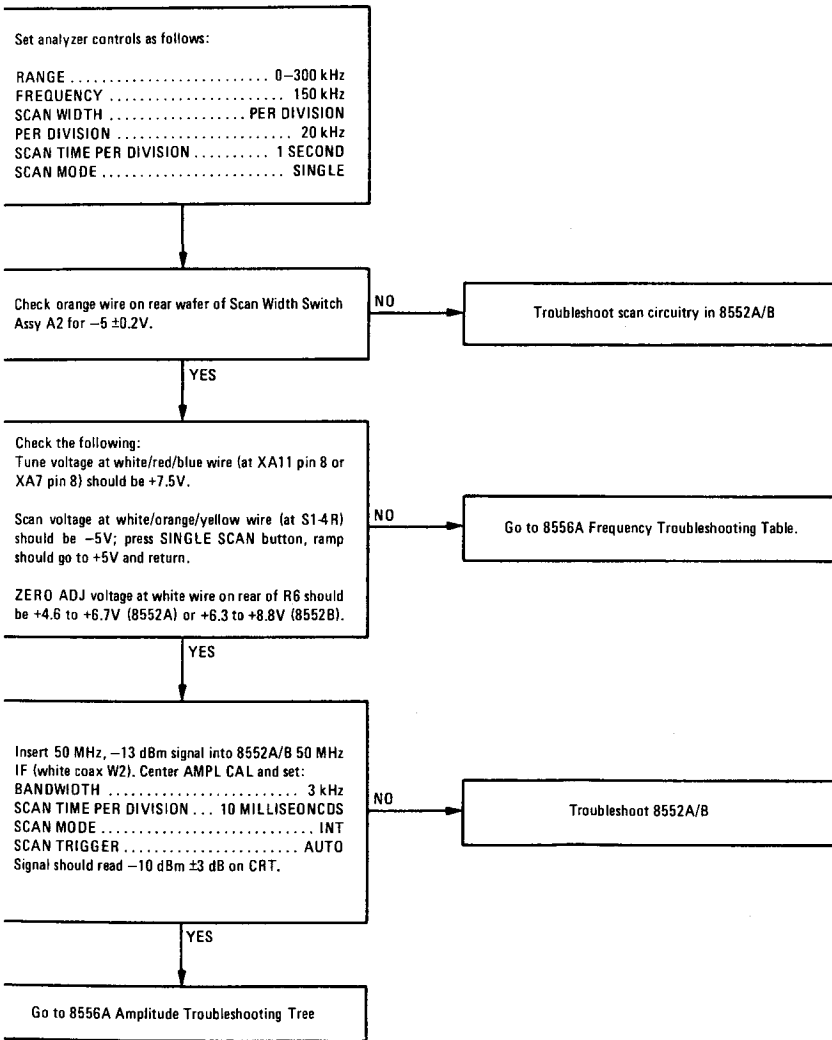 Set analyzer controls as follows:
RANGE ......................... 0–300 kHz
FREQUENCY ..................... 150 kHz
SCAN WIDTH .................. PER DIVISION
PER DIVISION ...................... 20 kHz
SCAN TIME PER DIVISION .......... 1 SECOND
SCAN MODE ....................... SINGLE
Check orange wire on rear wafer of Scan Width Switch
Assy A2 for –5 ±0.2V.
NO
Troubleshoot scan circuitry in 8552A/B
YES
Check the following:
Tune voltage at white/red/blue wire (at XA11 pin 8 or
XA7 pin 8) should be +7.5V.
Scan voltage at white/orange/yellow wire (at S1-4R)
should be –5V; press SINGLE SCAN button, ramp
should go to +5V and return.
ZERO ADJ voltage at white wire on rear of R6 should
be +4.6 to +6.7V (8552A) or +6.3 to +8.8V (8552B).
NO
Go to 8556A Frequency Troubleshooting Table.
YES
Insert 50 MHz, –13 dBm signal into 8552A/B 50 MHz
IF (white coax W2). Center AMPL CAL and set:
BANDWIDTH ........................ 3 kHz
SCAN TIME PER DIVISION ... 10 MILLISEONCDS
SCAN MODE ........................... INT
SCAN TRIGGER ...................... AUTO
Signal should read –10 dBm ±3 dB on CRT.
NO
Troubleshoot 8552A/B
YES
Go to 8556A Amplitude Troubleshooting Tree